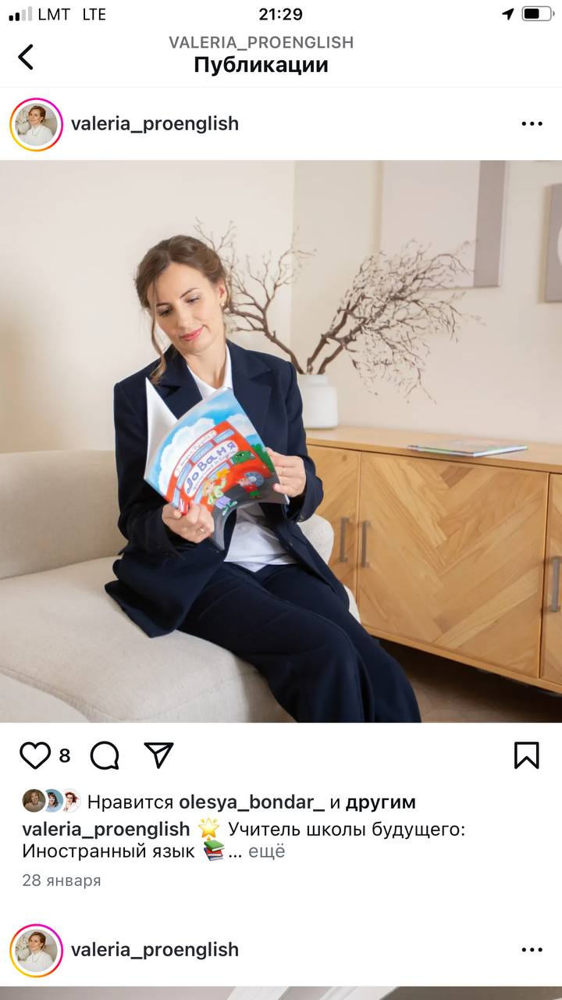 LMT LTE 21:29
VALERIA_PROENGLISH
Публикации
valeria_proenglish
ЮВаНЯ
8
Нравится olesya_bondar_ и другим
valeria_proenglish 🌟 Учитель школы будущего:
Иностранный язык 📚... ещё
28 января
valeria_proenglish